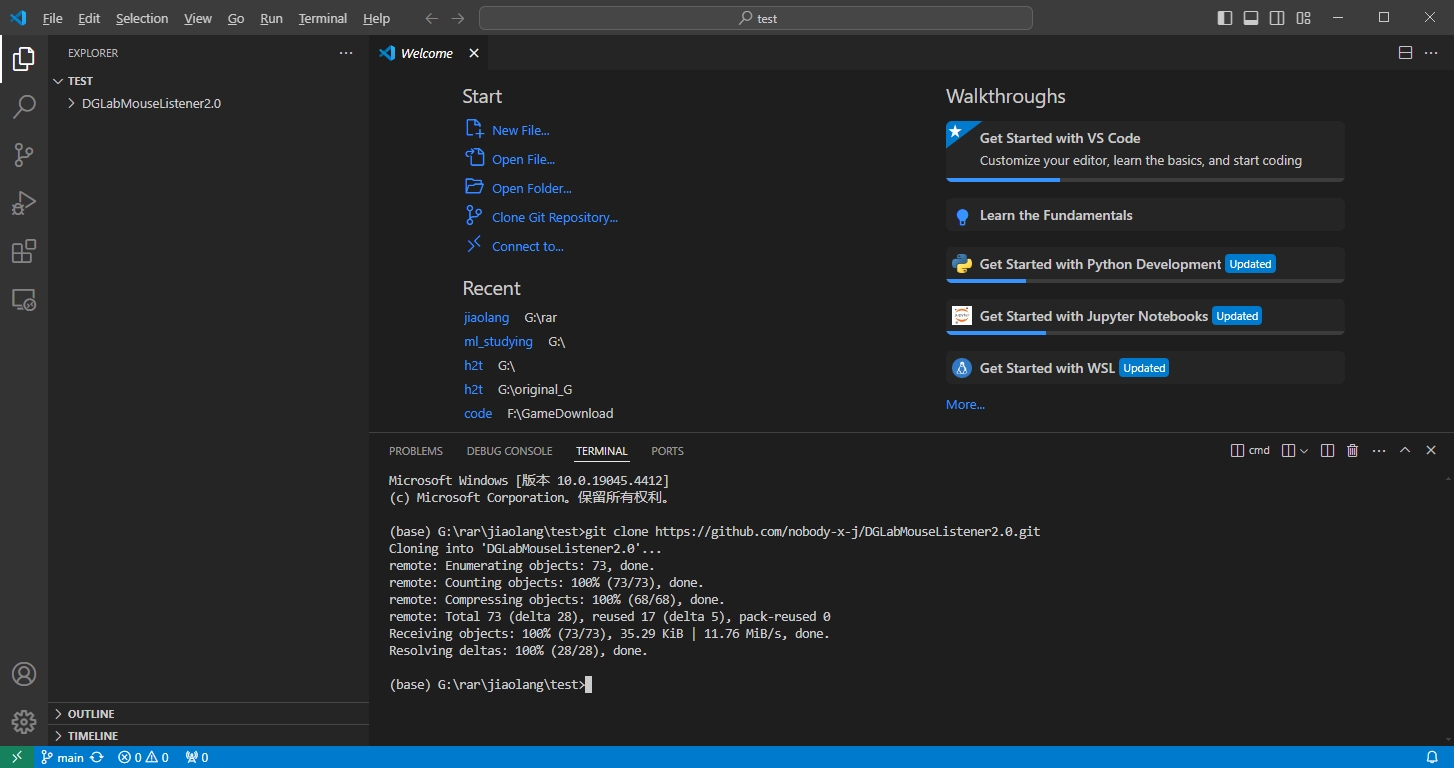 File Edit Selection View Go Run Terminal Help
test
EXPLORER
TEST
DGLabMouseListener2.0
OUTLINE
TIMELINE
Welcome
Start
New File...
Open File...
Open Folder...
Clone Git Repository...
Connect to...
Recent
jiaolang G:\rar
ml_studying G:\
h2t G:\
h2t G:\original_G
code F:\GameDownload
Walkthroughs
Get Started with VS Code
Customize your editor, learn the basics, and start coding
Learn the Fundamentals
Get Started with Python Development Updated
Get Started with Jupyter Notebooks Updated
Get Started with WSL Updated
More...
PROBLEMS DEBUG CONSOLE TERMINAL PORTS
cmd
Microsoft Windows [版本 10.0.19045.4412]
(c) Microsoft Corporation。保留所有权利。
(base) G:\rar\jiaolang\test>git clone https://github.com/nobody-x-j/DGLabMouseListener2.0.git
Cloning into 'DGLabMouseListener2.0'...
remote: Enumerating objects: 73, done.
remote: Counting objects: 100% (73/73), done.
remote: Compressing objects: 100% (68/68), done.
remote: Total 73 (delta 28), reused 17 (delta 5), pack-reused 0
Receiving objects: 100% (73/73), 35.29 KiB | 11.76 MiB/s, done.
Resolving deltas: 100% (28/28), done.
(base) G:\rar\jiaolang\test>
main 0 0 0